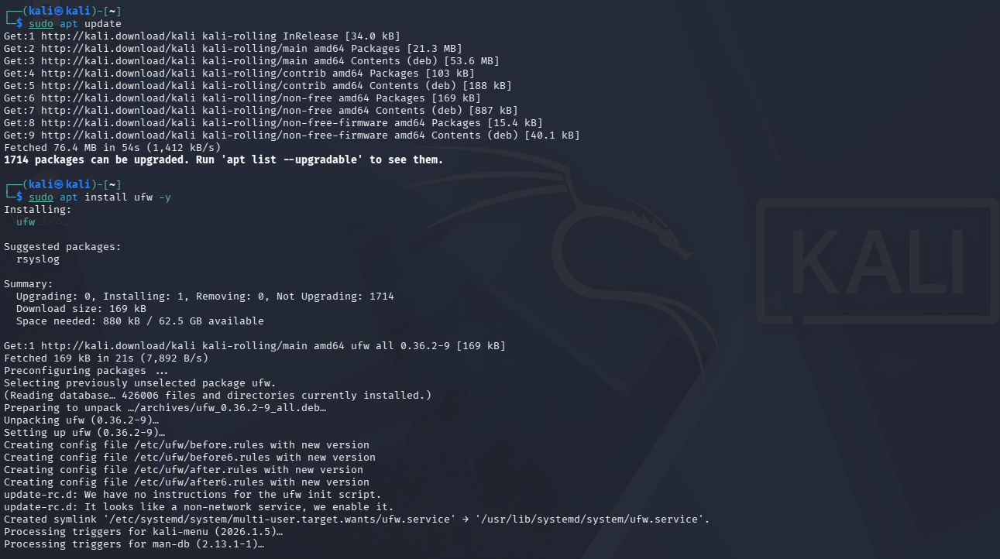 ┌──(kali㉿kali)-[~]
└─$ sudo apt update
Get:1 http://kali.download/kali kali-rolling InRelease [34.0 kB]
Get:2 http://kali.download/kali kali-rolling/main amd64 Packages [21.3 MB]
Get:3 http://kali.download/kali kali-rolling/main amd64 Contents (deb) [53.6 MB]
Get:4 http://kali.download/kali kali-rolling/contrib amd64 Packages [103 kB]
Get:5 http://kali.download/kali kali-rolling/contrib amd64 Contents (deb) [188 kB]
Get:6 http://kali.download/kali kali-rolling/non-free amd64 Packages [169 kB]
Get:7 http://kali.download/kali kali-rolling/non-free amd64 Contents (deb) [887 kB]
Get:8 http://kali.download/kali kali-rolling/non-free-firmware amd64 Packages [15.4 kB]
Get:9 http://kali.download/kali kali-rolling/non-free-firmware amd64 Contents (deb) [40.1 kB]
Fetched 76.4 MB in 54s (1,412 kB/s)
1714 packages can be upgraded. Run 'apt list --upgradable' to see them.
┌──(kali㉿kali)-[~]
└─$ sudo apt install ufw -y
Installing:
ufw
Suggested packages:
rsyslog
Summary:
Upgrading: 0, Installing: 1, Removing: 0, Not Upgrading: 1714
Download size: 169 kB
Space needed: 880 kB / 62.5 GB available
Get:1 http://kali.download/kali kali-rolling/main amd64 ufw all 0.36.2-9 [169 kB]
Fetched 169 kB in 21s (7,892 B/s)
Preconfiguring packages ...
Selecting previously unselected package ufw.
(Reading database… 426006 files and directories currently installed.)
Preparing to unpack …/archives/ufw_0.36.2-9_all.deb…
Unpacking ufw (0.36.2-9)…
Setting up ufw (0.36.2-9)…
Creating config file /etc/ufw/before.rules with new version
Creating config file /etc/ufw/before6.rules with new version
Creating config file /etc/ufw/after.rules with new version
Creating config file /etc/ufw/after6.rules with new version
update-rc.d: We have no instructions for the ufw init script.
update-rc.d: It looks like a non-network service, we enable it.
Created symlink '/etc/systemd/system/multi-user.target.wants/ufw.service' → '/usr/lib/systemd/system/ufw.service'.
Processing triggers for kali-menu (2026.1.5)…
Processing triggers for man-db (2.13.1-1)…
KALI